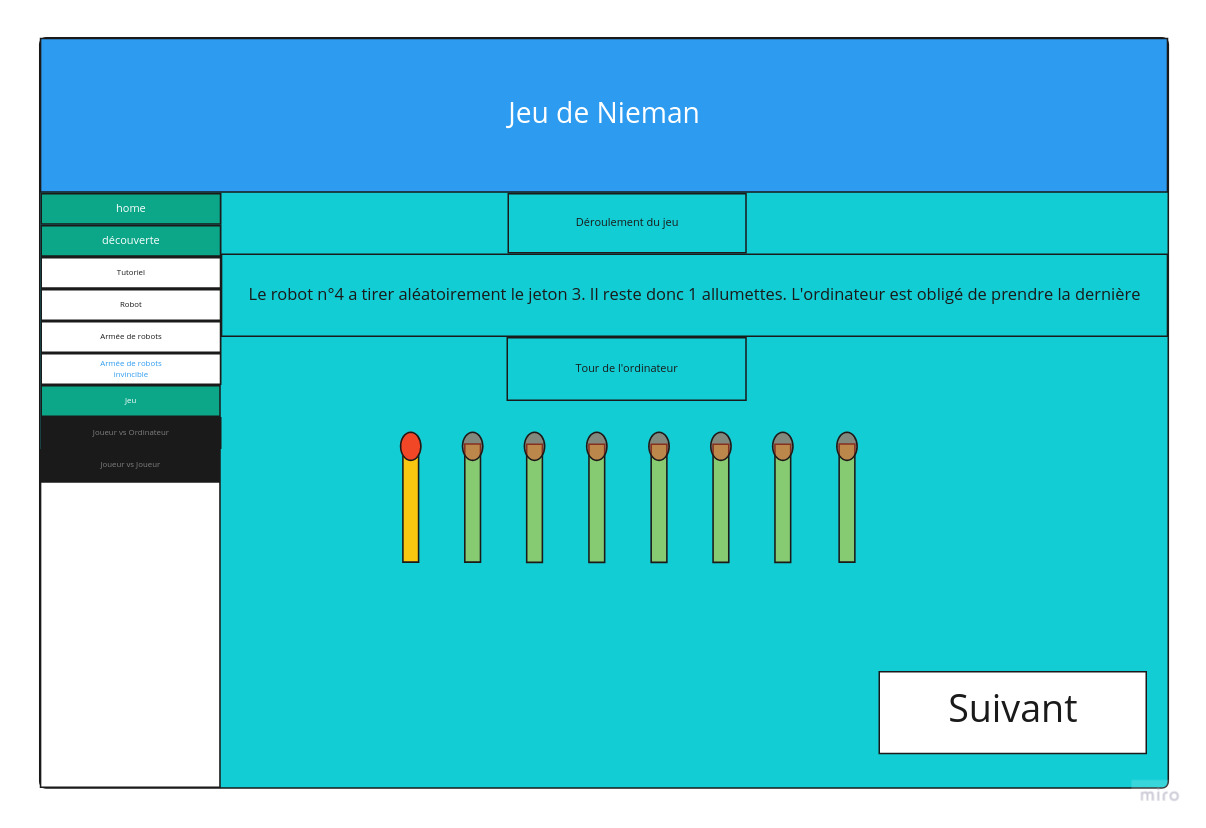 Jeu de Nieman
home
découverte
Tutoriel
Robot
Armée de robots
Armée de robots
invincible
Jeu
Joueur vs Ordinateur
Joueur vs Joueur
Déroulement du jeu
Le robot n°4 a tirer aléatoirement le jeton 3. Il reste donc 1 allumettes. L'ordinateur est obligé de prendre la dernière
Tour de l'ordinateur
Suivant
miro